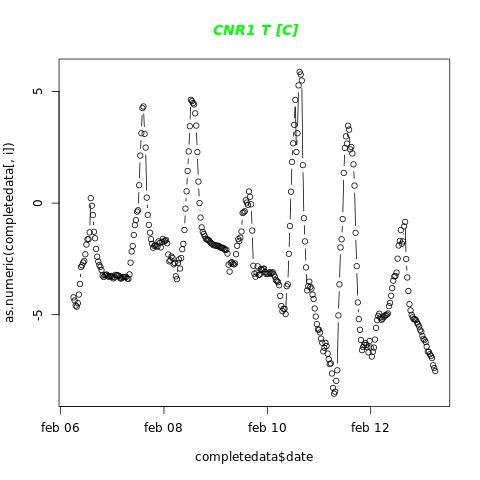 CNR1 T [C]
as.numeric(completedata[, i])
5
0
-5
feb 06 feb 08 feb 10 feb 12
completedata$date